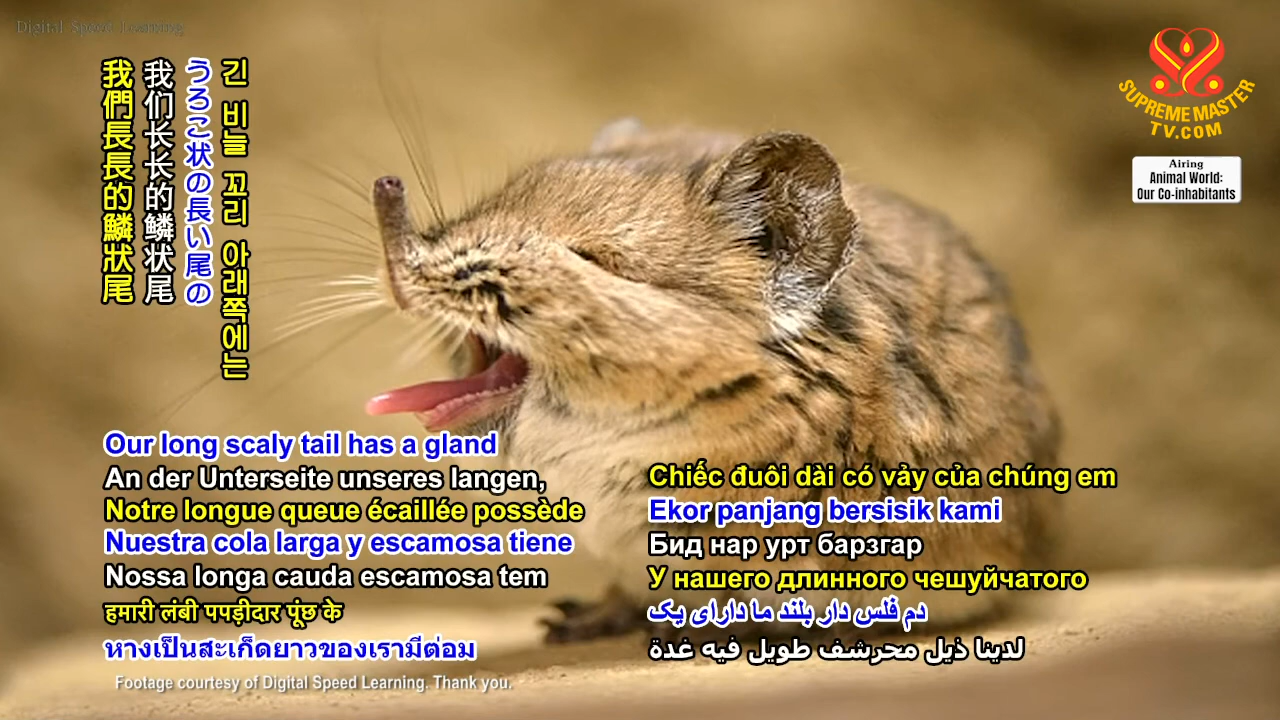 Digital Speed Learning
SUPREME MASTER
TV.COM
Airing
Animal World:
Our Co-inhabitants
我們長長的鱗狀尾
我们长长的鳞状尾
うろこ状の長い尾の
긴 비늘 꼬리 아래쪽에는
Our long scaly tail has a gland
An der Unterseite unseres langen,
Notre longue queue écaillée possède
Nuestra cola larga y escamosa tiene
Nossa longa cauda escamosa tem
हमारी लंबी पपड़ीदार पूंछ के
หางเป็นสะเก็ดยาวของเรามีต่อม
Chiếc đuôi dài có vảy của chúng em
Ekor panjang bersisik kami
Бид нар урт барзгар
У нашего длинного чешуйчатого
دم فلس دار بلند ما دارای یک
لدينا ذيل محرشف طويل فيه غدة
Footage courtesy of Digital Speed Learning. Thank you.